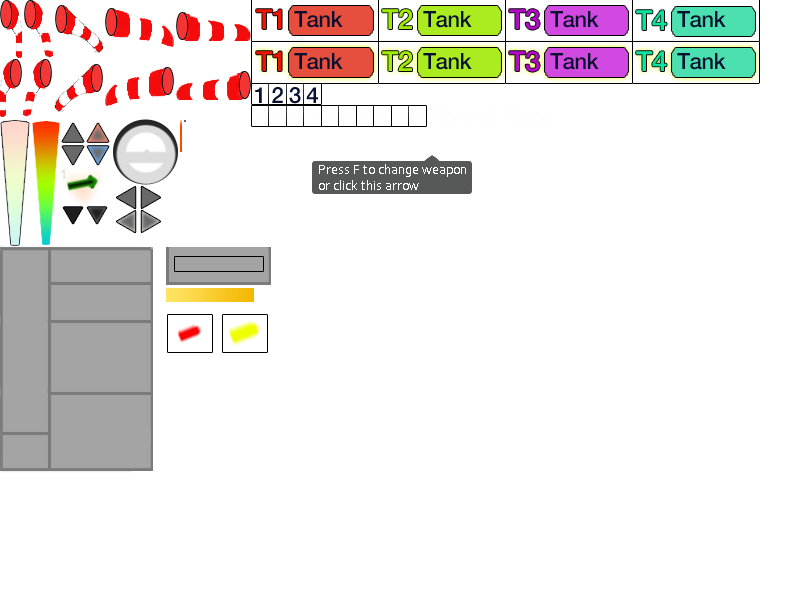 T1 Tank T2 Tank T3 Tank T4 Tank
T1 Tank T2 Tank T3 Tank T4 Tank
1 2 3 4
Press F to change weapon
or click this arrow
1